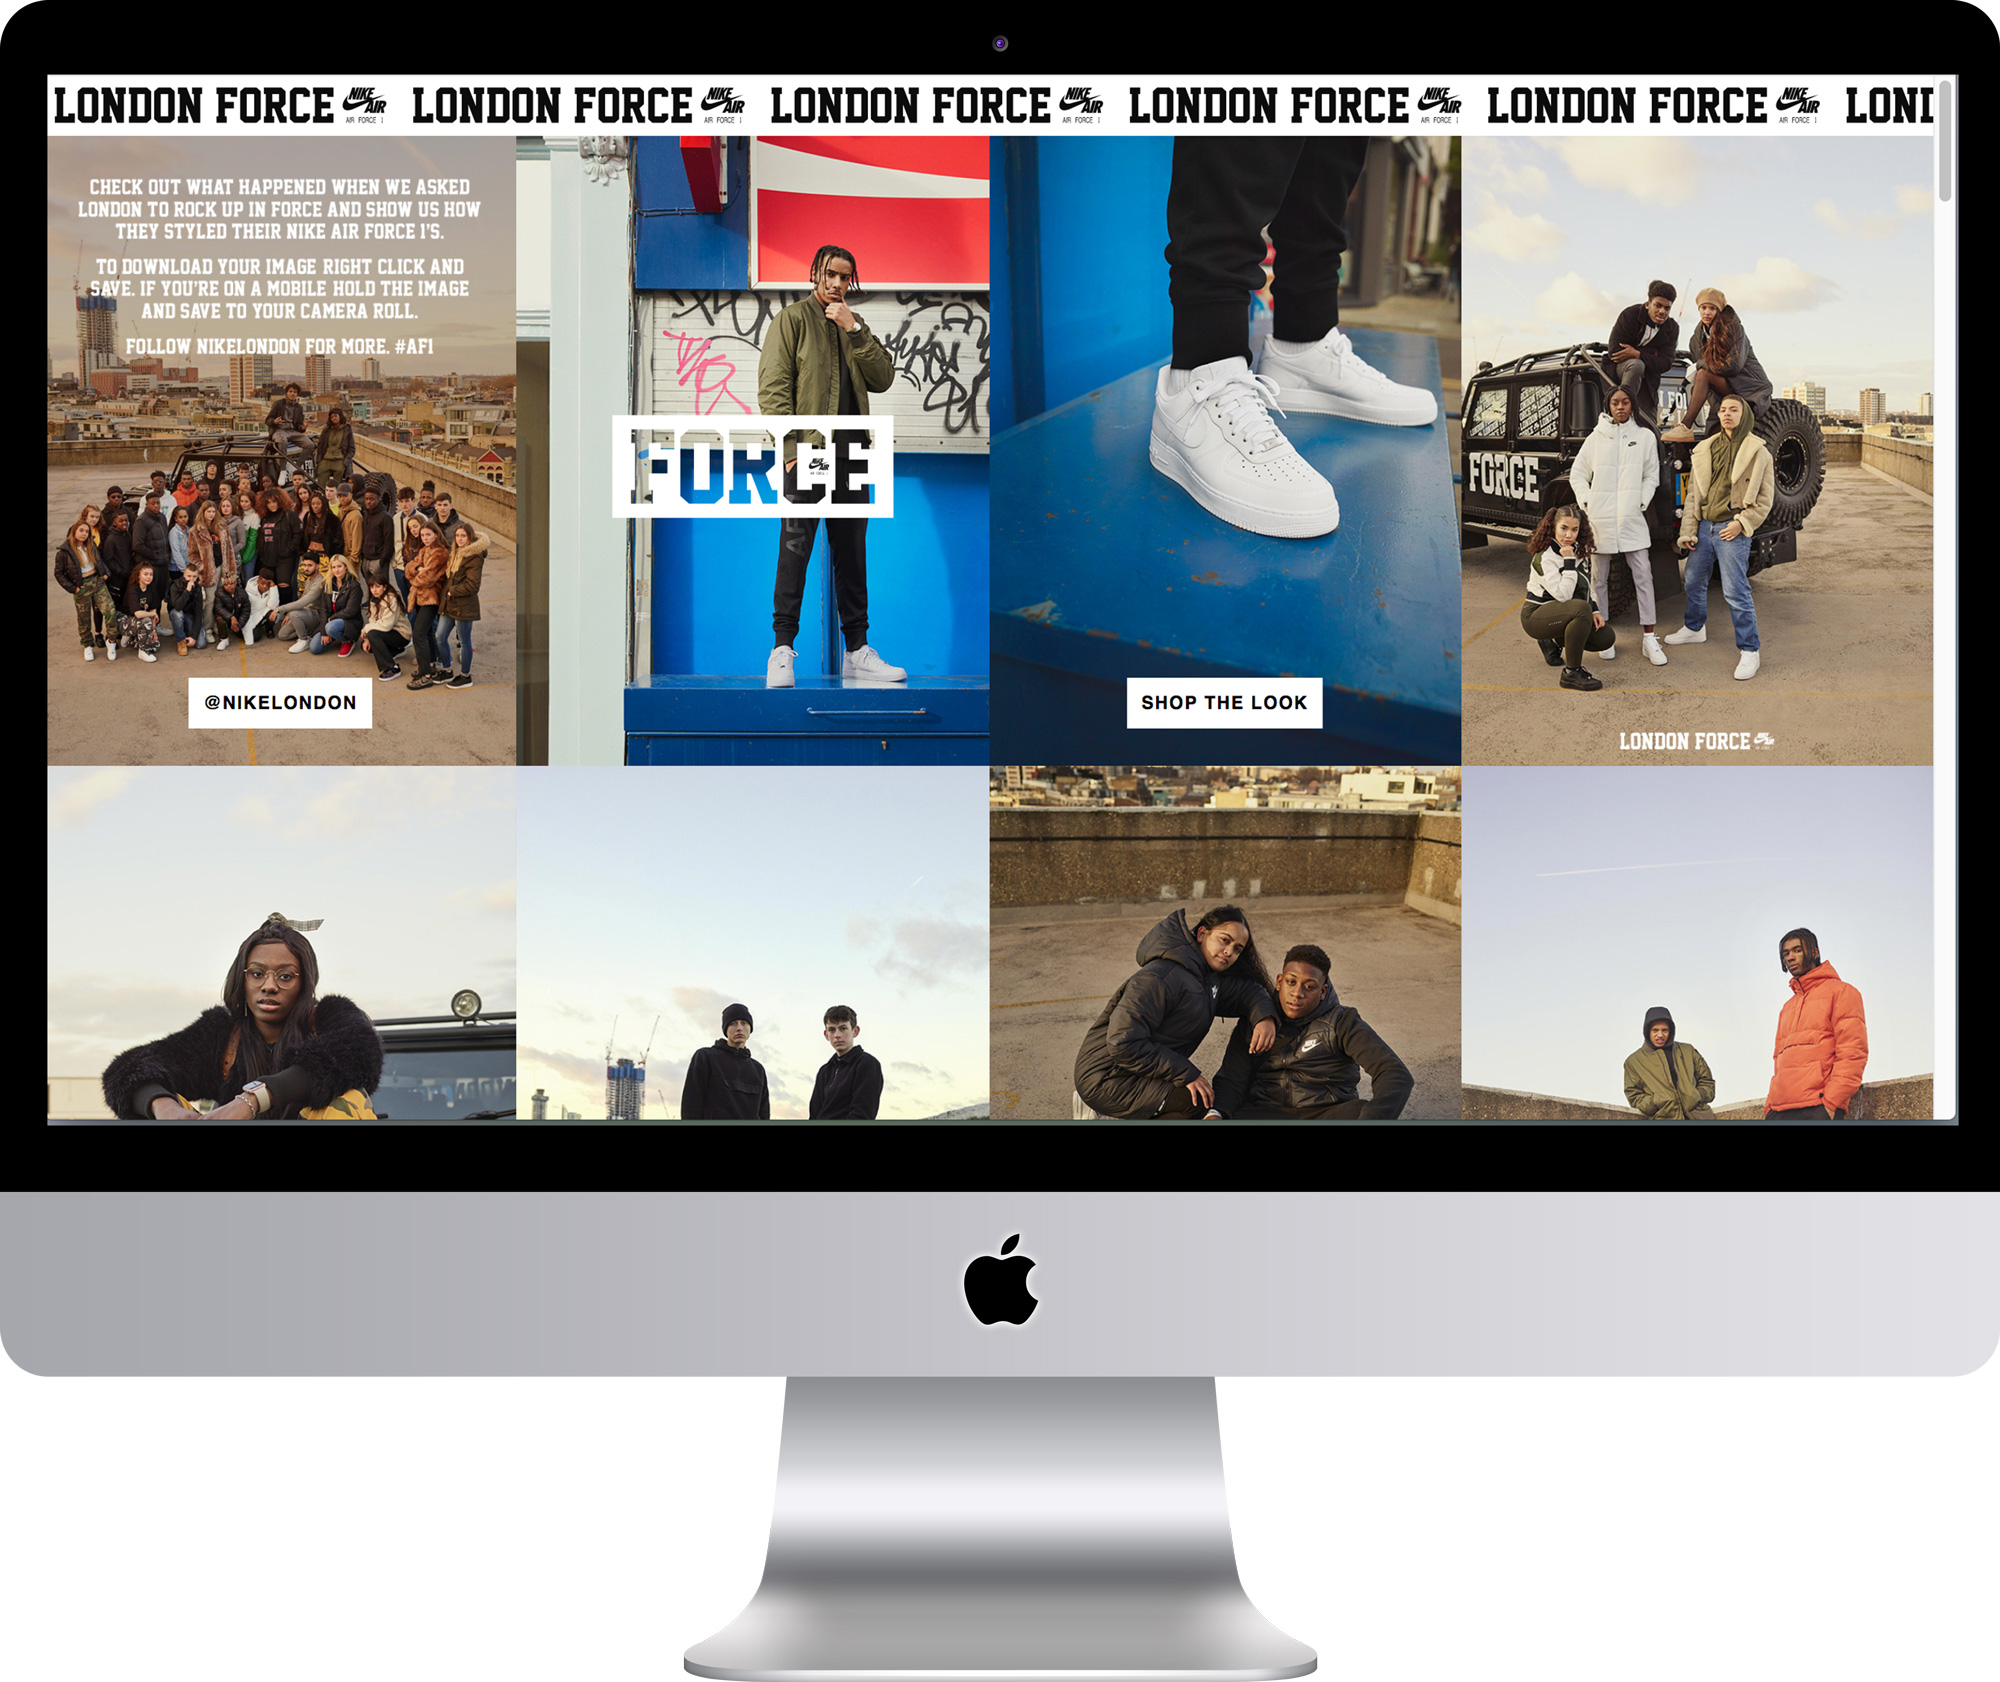 LONDON FORCE NIKE AIR LONDON FORCE NIKE AIR LONDON FORCE NIKE AIR LONDON FORCE NIKE AIR LONDON FORCE NIKE AIR LOND
AIR FORCE 1 AIR FORCE 1 AIR FORCE 1 AIR FORCE 1 AIR FORCE 1
CHECK OUT WHAT HAPPENED WHEN WE ASKED
LONDON TO ROCK UP IN FORCE AND SHOW US HOW
THEY STYLED THEIR NIKE AIR FORCE 1'S.
TO DOWNLOAD YOUR IMAGE RIGHT CLICK AND
SAVE. IF YOU'RE ON A MOBILE HOLD THE IMAGE
AND SAVE TO YOUR CAMERA ROLL.
FOLLOW NIKELONDON FOR MORE. #AF1
@NIKELONDON
FORCE
NIKE AIR
SHOP THE LOOK
FORCE
LONDON FORCE